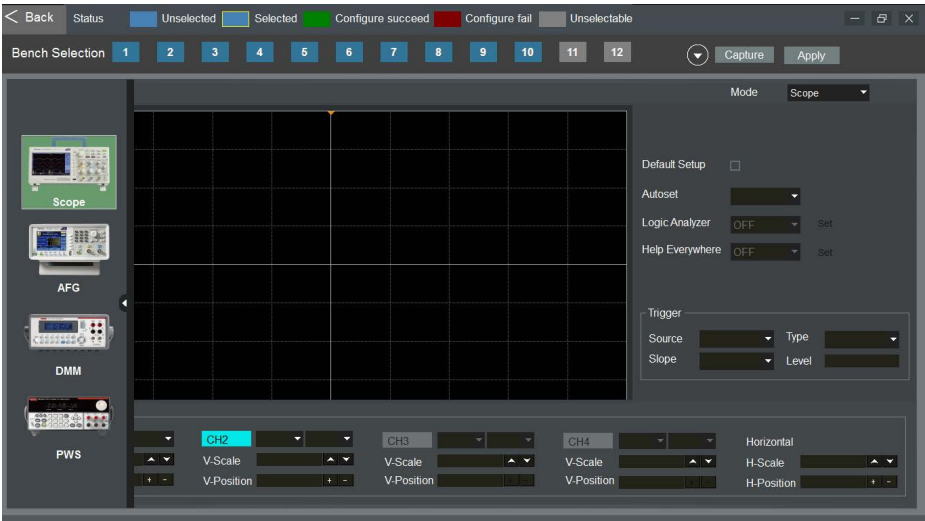 < Back Status Unselected Selected Configure succeed Configure fail Unselectable
Bench Selection 1 2 3 4 5 6 7 8 9 10 11 12 Capture Apply
Mode Scope
Default Setup
Scope
Autoset
Logic Analyzer OFF Set
Help Everywhere OFF Set
AFG
Trigger
Source Type
Slope Level
DMM
CH2 CH3 CH4 Horizontal
PWS
V-Scale V-Scale V-Scale H-Scale
V-Position + - V-Position V-Position H-Position + -